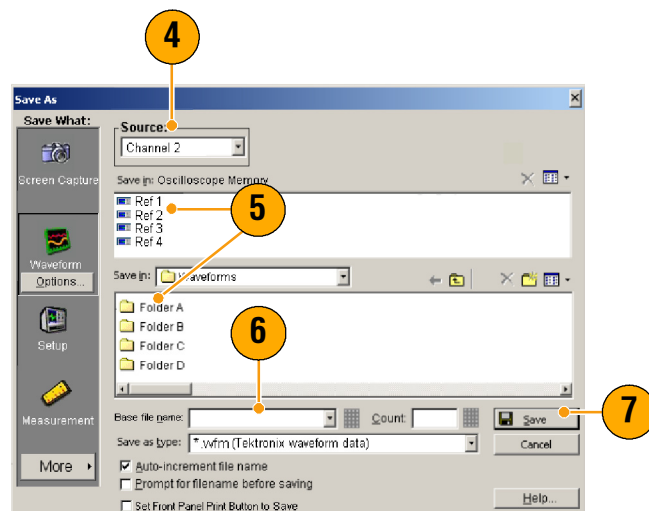 4
Save As
Save What:
Source:
Channel 2
Screen Capture
Save in: Oscilloscope Memory
Ref 1
5
Ref 2
Ref 3
Ref 4
Waveform
Options...
Save in: Waveforms
Folder A
Folder B
6
Folder C
Folder D
Setup
Measurement
Base file name:
Count:
Save
7
Save as type: *.wfm (Tektronix waveform data)
Cancel
More
Auto-increment file name
Prompt for filename before saving
Set Front Panel Print Button to Save
Help...